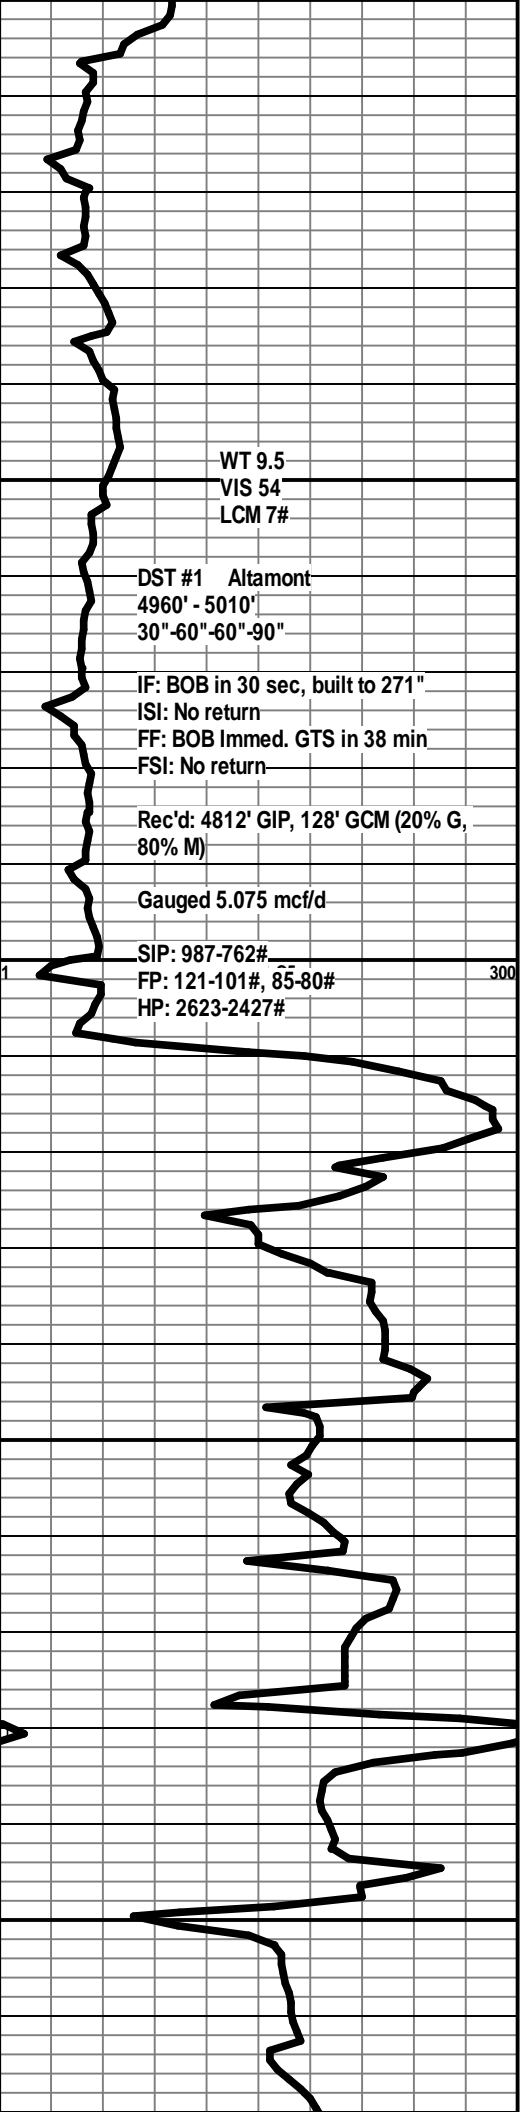 WT 9.5
VIS 54
LCM 7#
DST #1 Altamont
4960' - 5010'
30"-60"-60"-90"
IF: BOB in 30 sec, built to 271"
ISI: No return
FF: BOB Immed. GTS in 38 min
FSI: No return
Rec'd: 4812' GIP, 128' GCM (20% G,
80% M)
Gauged 5.075 mcf/d
SIP: 987-762#
1 300
FP: 121-101#, 85-80#
HP: 2623-2427#